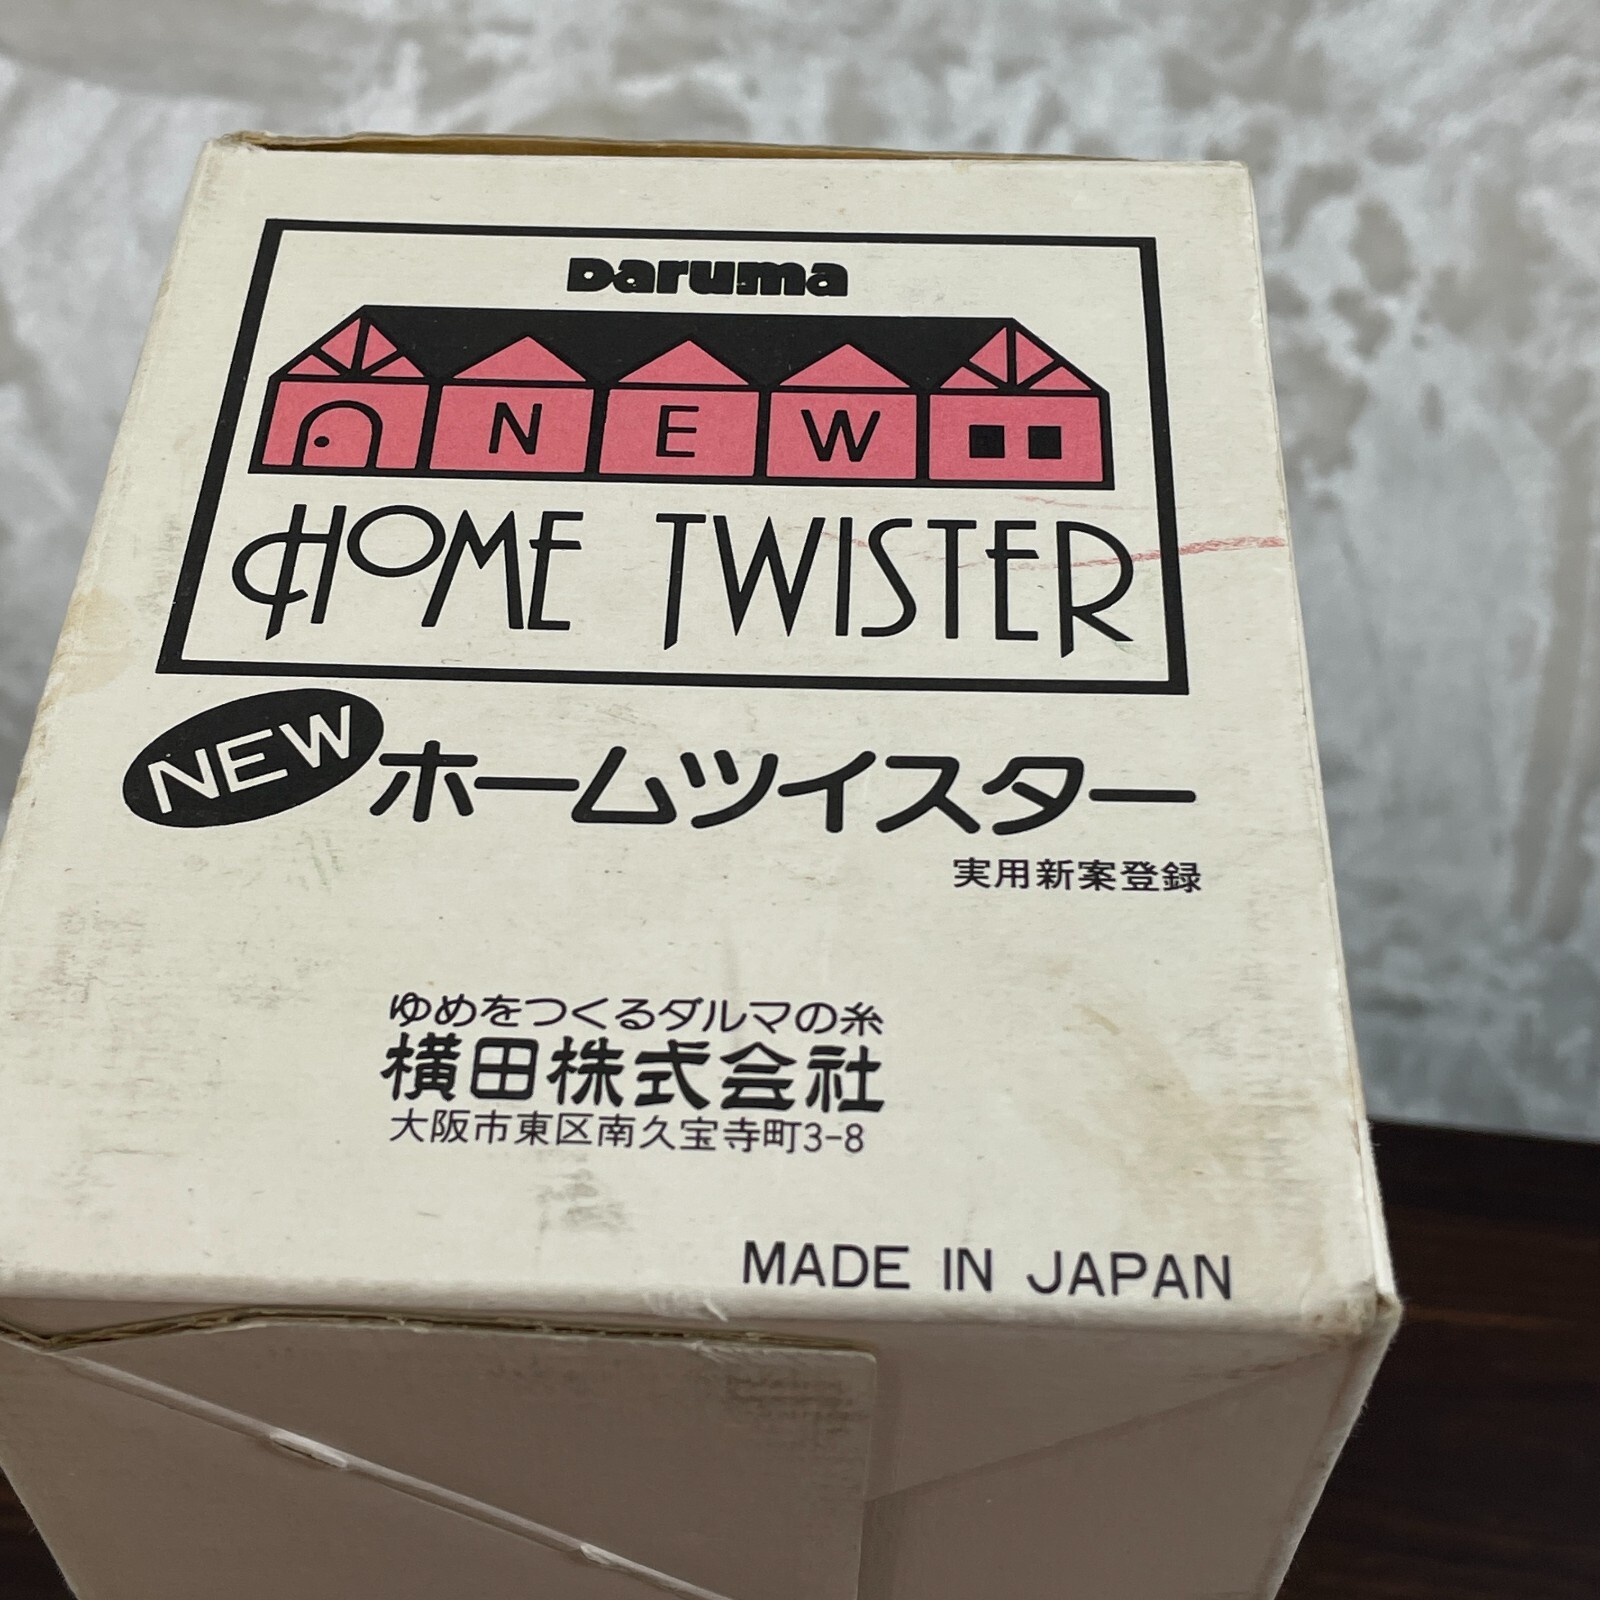 Daruma
NEW
HOME TWISTER
NEW ホームツイスター
実用新案登録
ゆめをつくるダルマの糸
横田株式会社
大阪市東区南久宝寺町3-8
MADE IN JAPAN